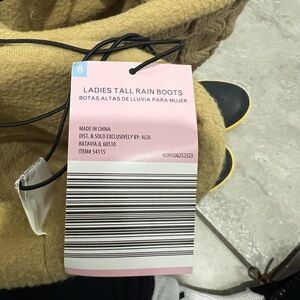 6
LADIES TALL RAIN BOOTS
BOTAS ALTAS DE LLUVIA PARA MUJER
MADE IN CHINA
DIST. & SOLD EXCLUSIVELY BY: ALDI
BATAVIA, IL 60510
ITEM# 54115
4099100252323